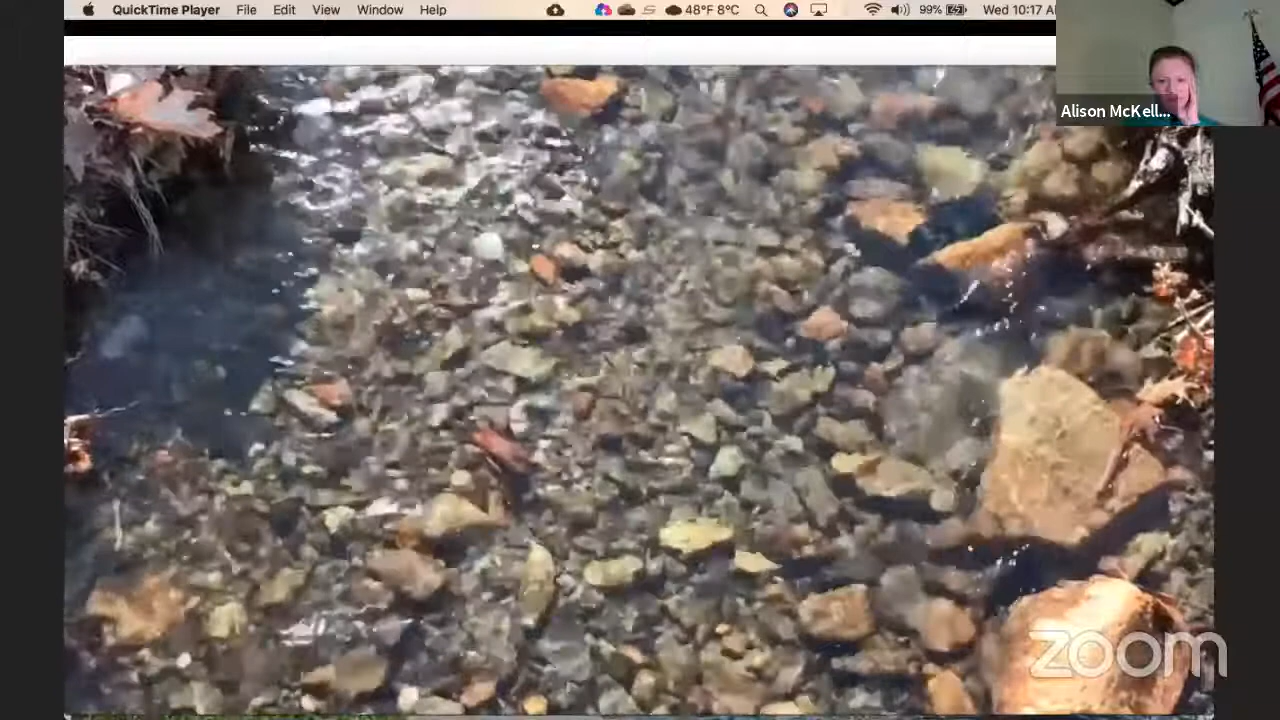 QuickTime Player File Edit View Window Help 48°F 8°C 99% Wed 10:17 A
Alison McKell...
zoom